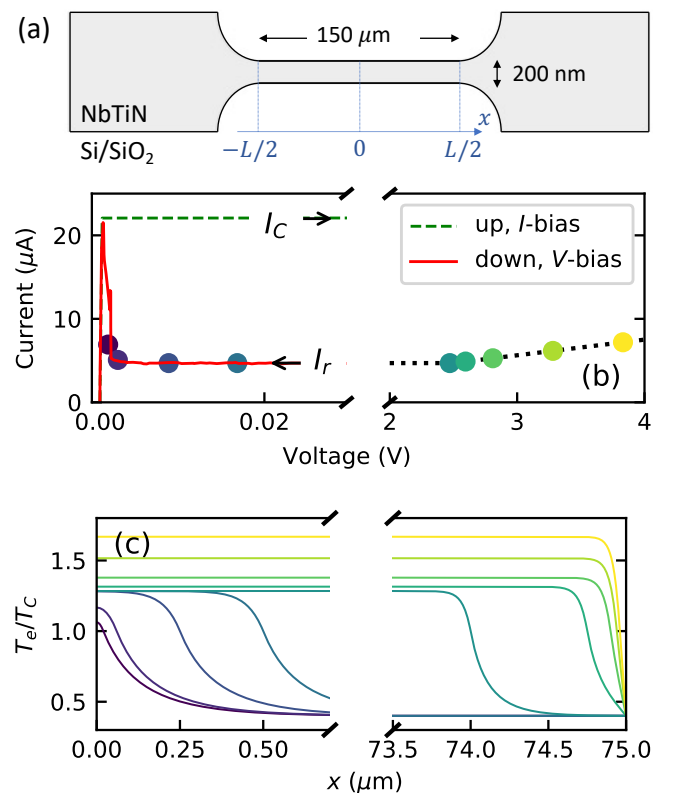 (a)
150 μm
200 nm
NbTiN
Si/SiO₂
x
−L/2
0
L/2
Current (μA)
20
10
0
I_C
I_r
up, I-bias
down, V-bias
(b)
0.00
0.02
2
3
4
Voltage (V)
(c)
T_e/T_C
1.5
1.0
0.5
0.00
0.25
0.50
73.5
74.0
74.5
75.0
x (μm)